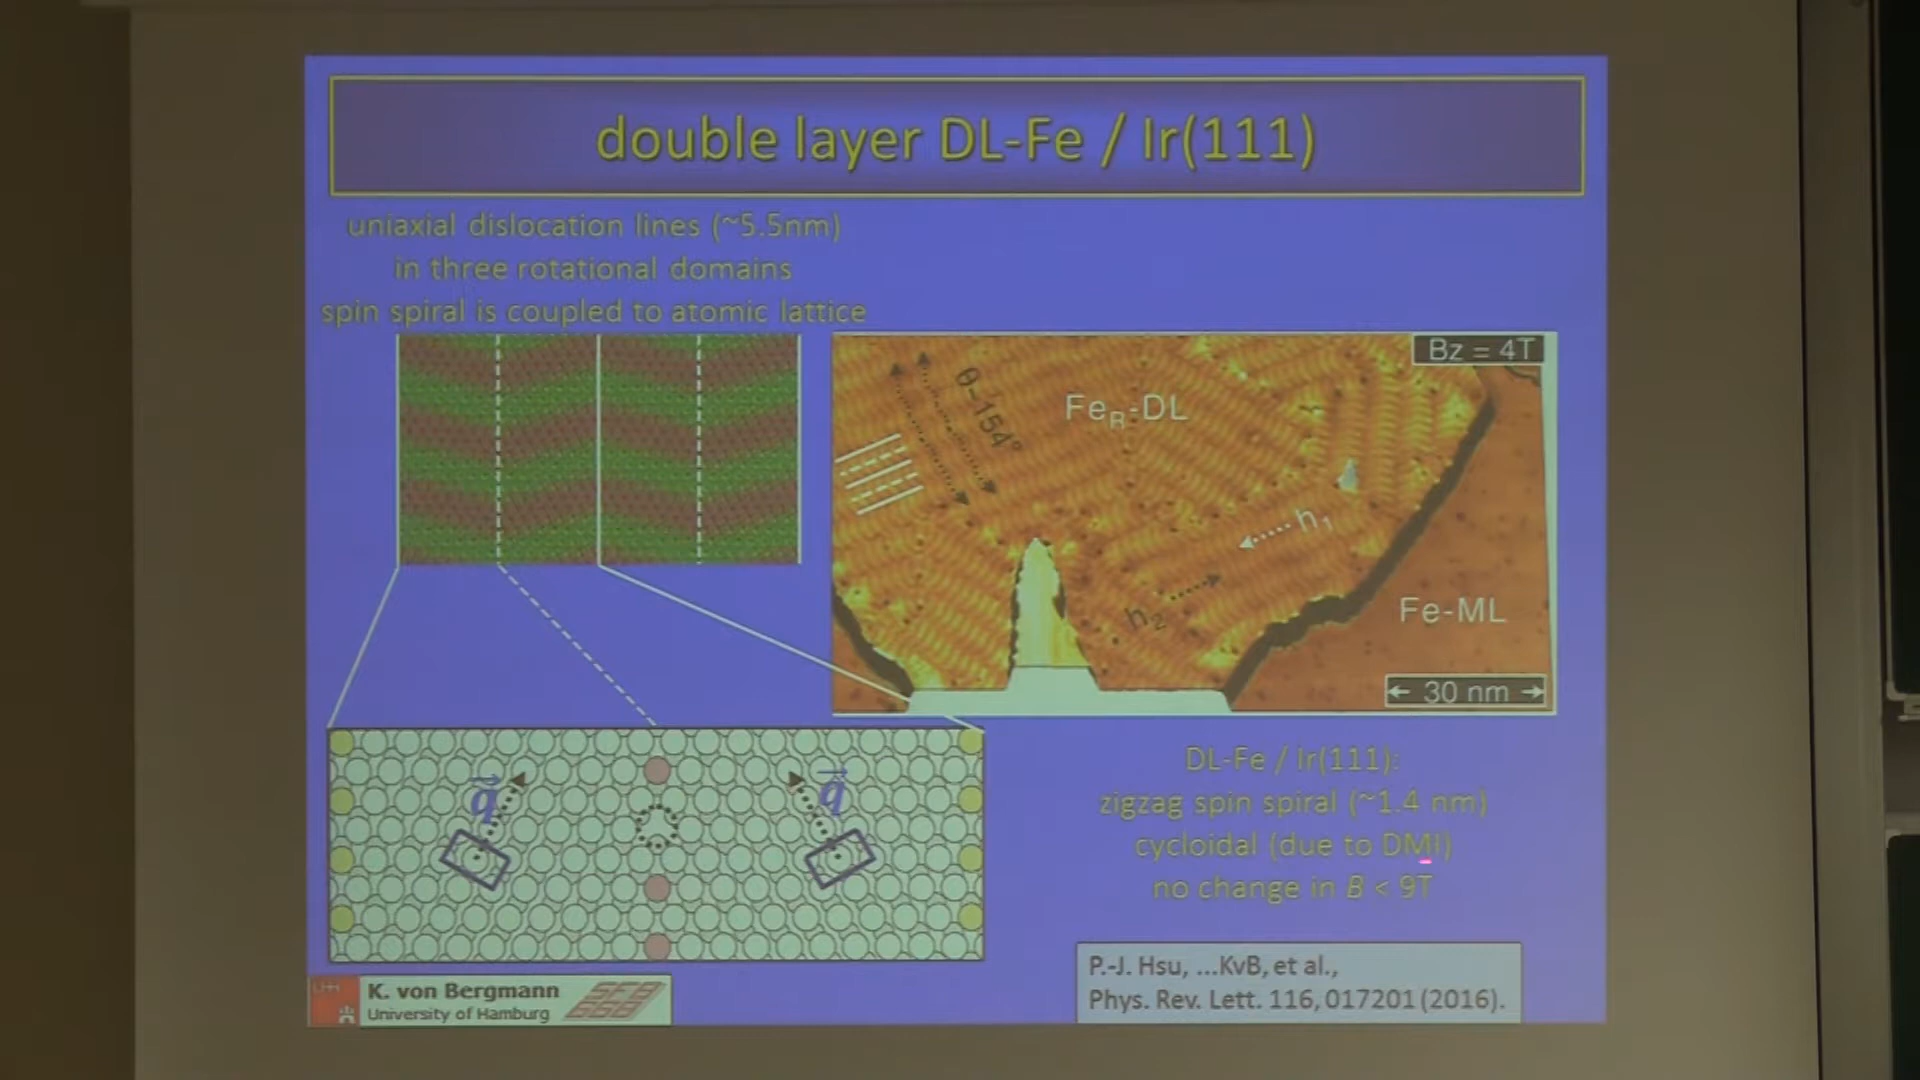 double layer DL-Fe / Ir(111)
uniaxial dislocation lines (~5.5nm)
in three rotational domains
spin spiral is coupled to atomic lattice
Bz = 4T
θ~154°
Fe_R-DL
h₁
h₂
Fe-ML
30 nm
q
q
DL-Fe / Ir(111):
zigzag spin spiral (~1.4 nm)
cycloidal (due to DMI)
no change in B < 9T
P.-J. Hsu, ...KvB, et al.,
Phys. Rev. Lett. 116, 017201 (2016).
K. von Bergmann
University of Hamburg
SFB
668